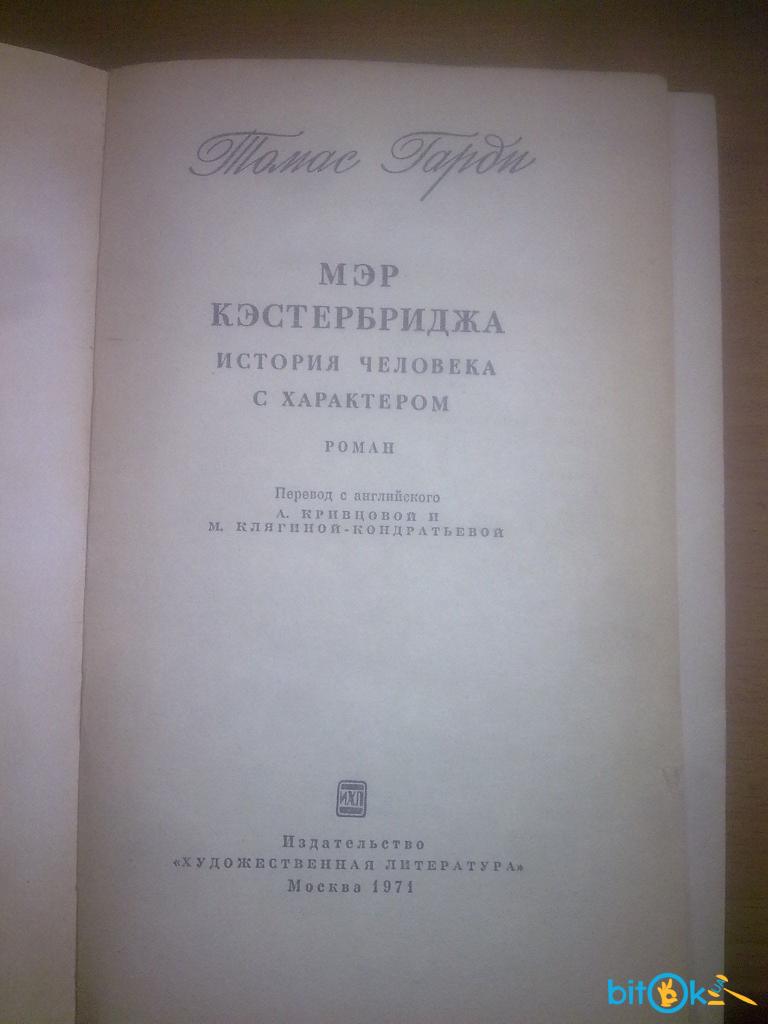 Томас Гарди
МЭР
КЭСТЕРБРИДЖА
ИСТОРИЯ ЧЕЛОВЕКА
С ХАРАКТЕРОМ
РОМАН
Перевод с английского
А. КРИВЦОВОЙ И
М. КЛЯГИНОЙ-КОНДРАТЬЕВОЙ
ИХЛ
Издательство
«ХУДОЖЕСТВЕННАЯ ЛИТЕРАТУРА»
Москва 1971
bitOk UA